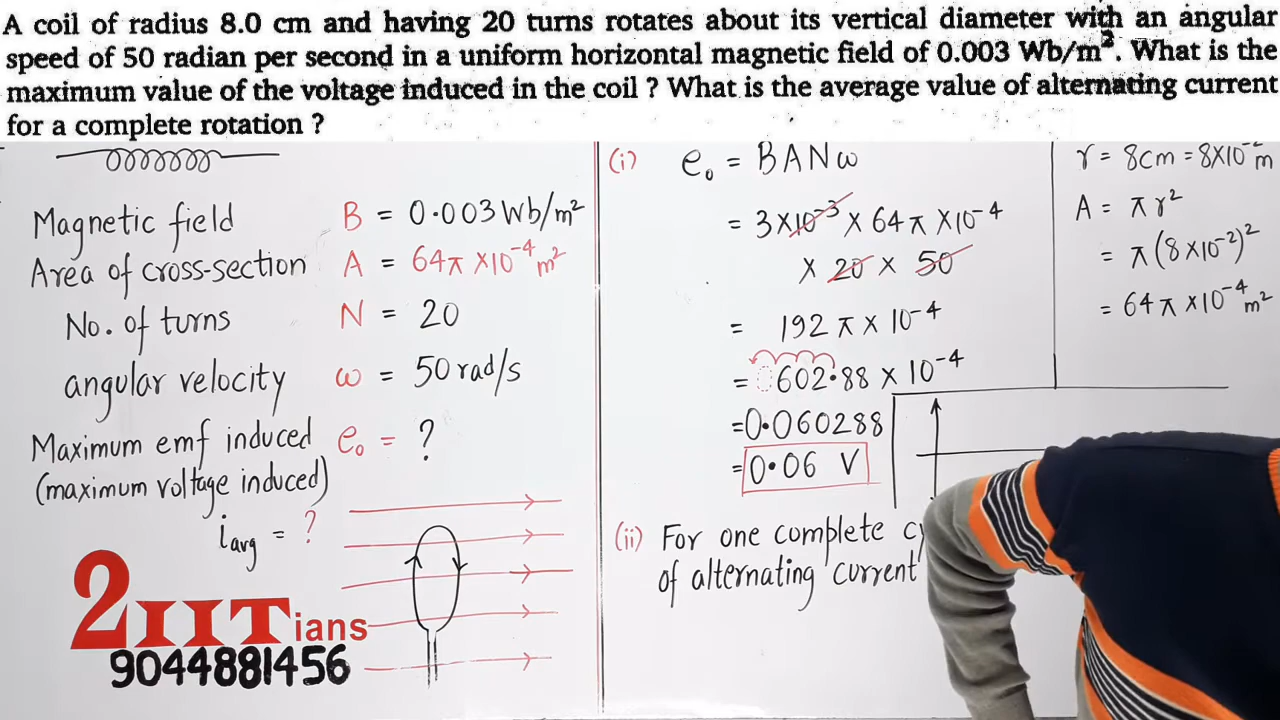 A coil of radius 8.0 cm and having 20 turns rotates about its vertical diameter with an angular
speed of 50 radian per second in a uniform horizontal magnetic field of 0.003 Wb/m². What is the
maximum value of the voltage induced in the coil ? What is the average value of alternating current
for a complete rotation ?
Magnetic field B = 0.003 Wb/m²
Area of cross-section A = 64π ×10⁻⁴ m²
No. of turns N = 20
angular velocity ω = 50 rad/s
Maximum emf induced e₀ = ?
(maximum voltage induced)
i avg = ?
2IITians
9044881456
(i) e₀ = BANω
= 3×10⁻³ × 64π ×10⁻⁴
× 20 × 50
= 192 π × 10⁻⁴
= 602.88 × 10⁻⁴
=0.060288
=0.06 V
(ii) For one complete cy
of alternating current
r = 8cm = 8×10⁻² m
A = πr²
= π(8×10⁻²)²
= 64π ×10⁻⁴ m²